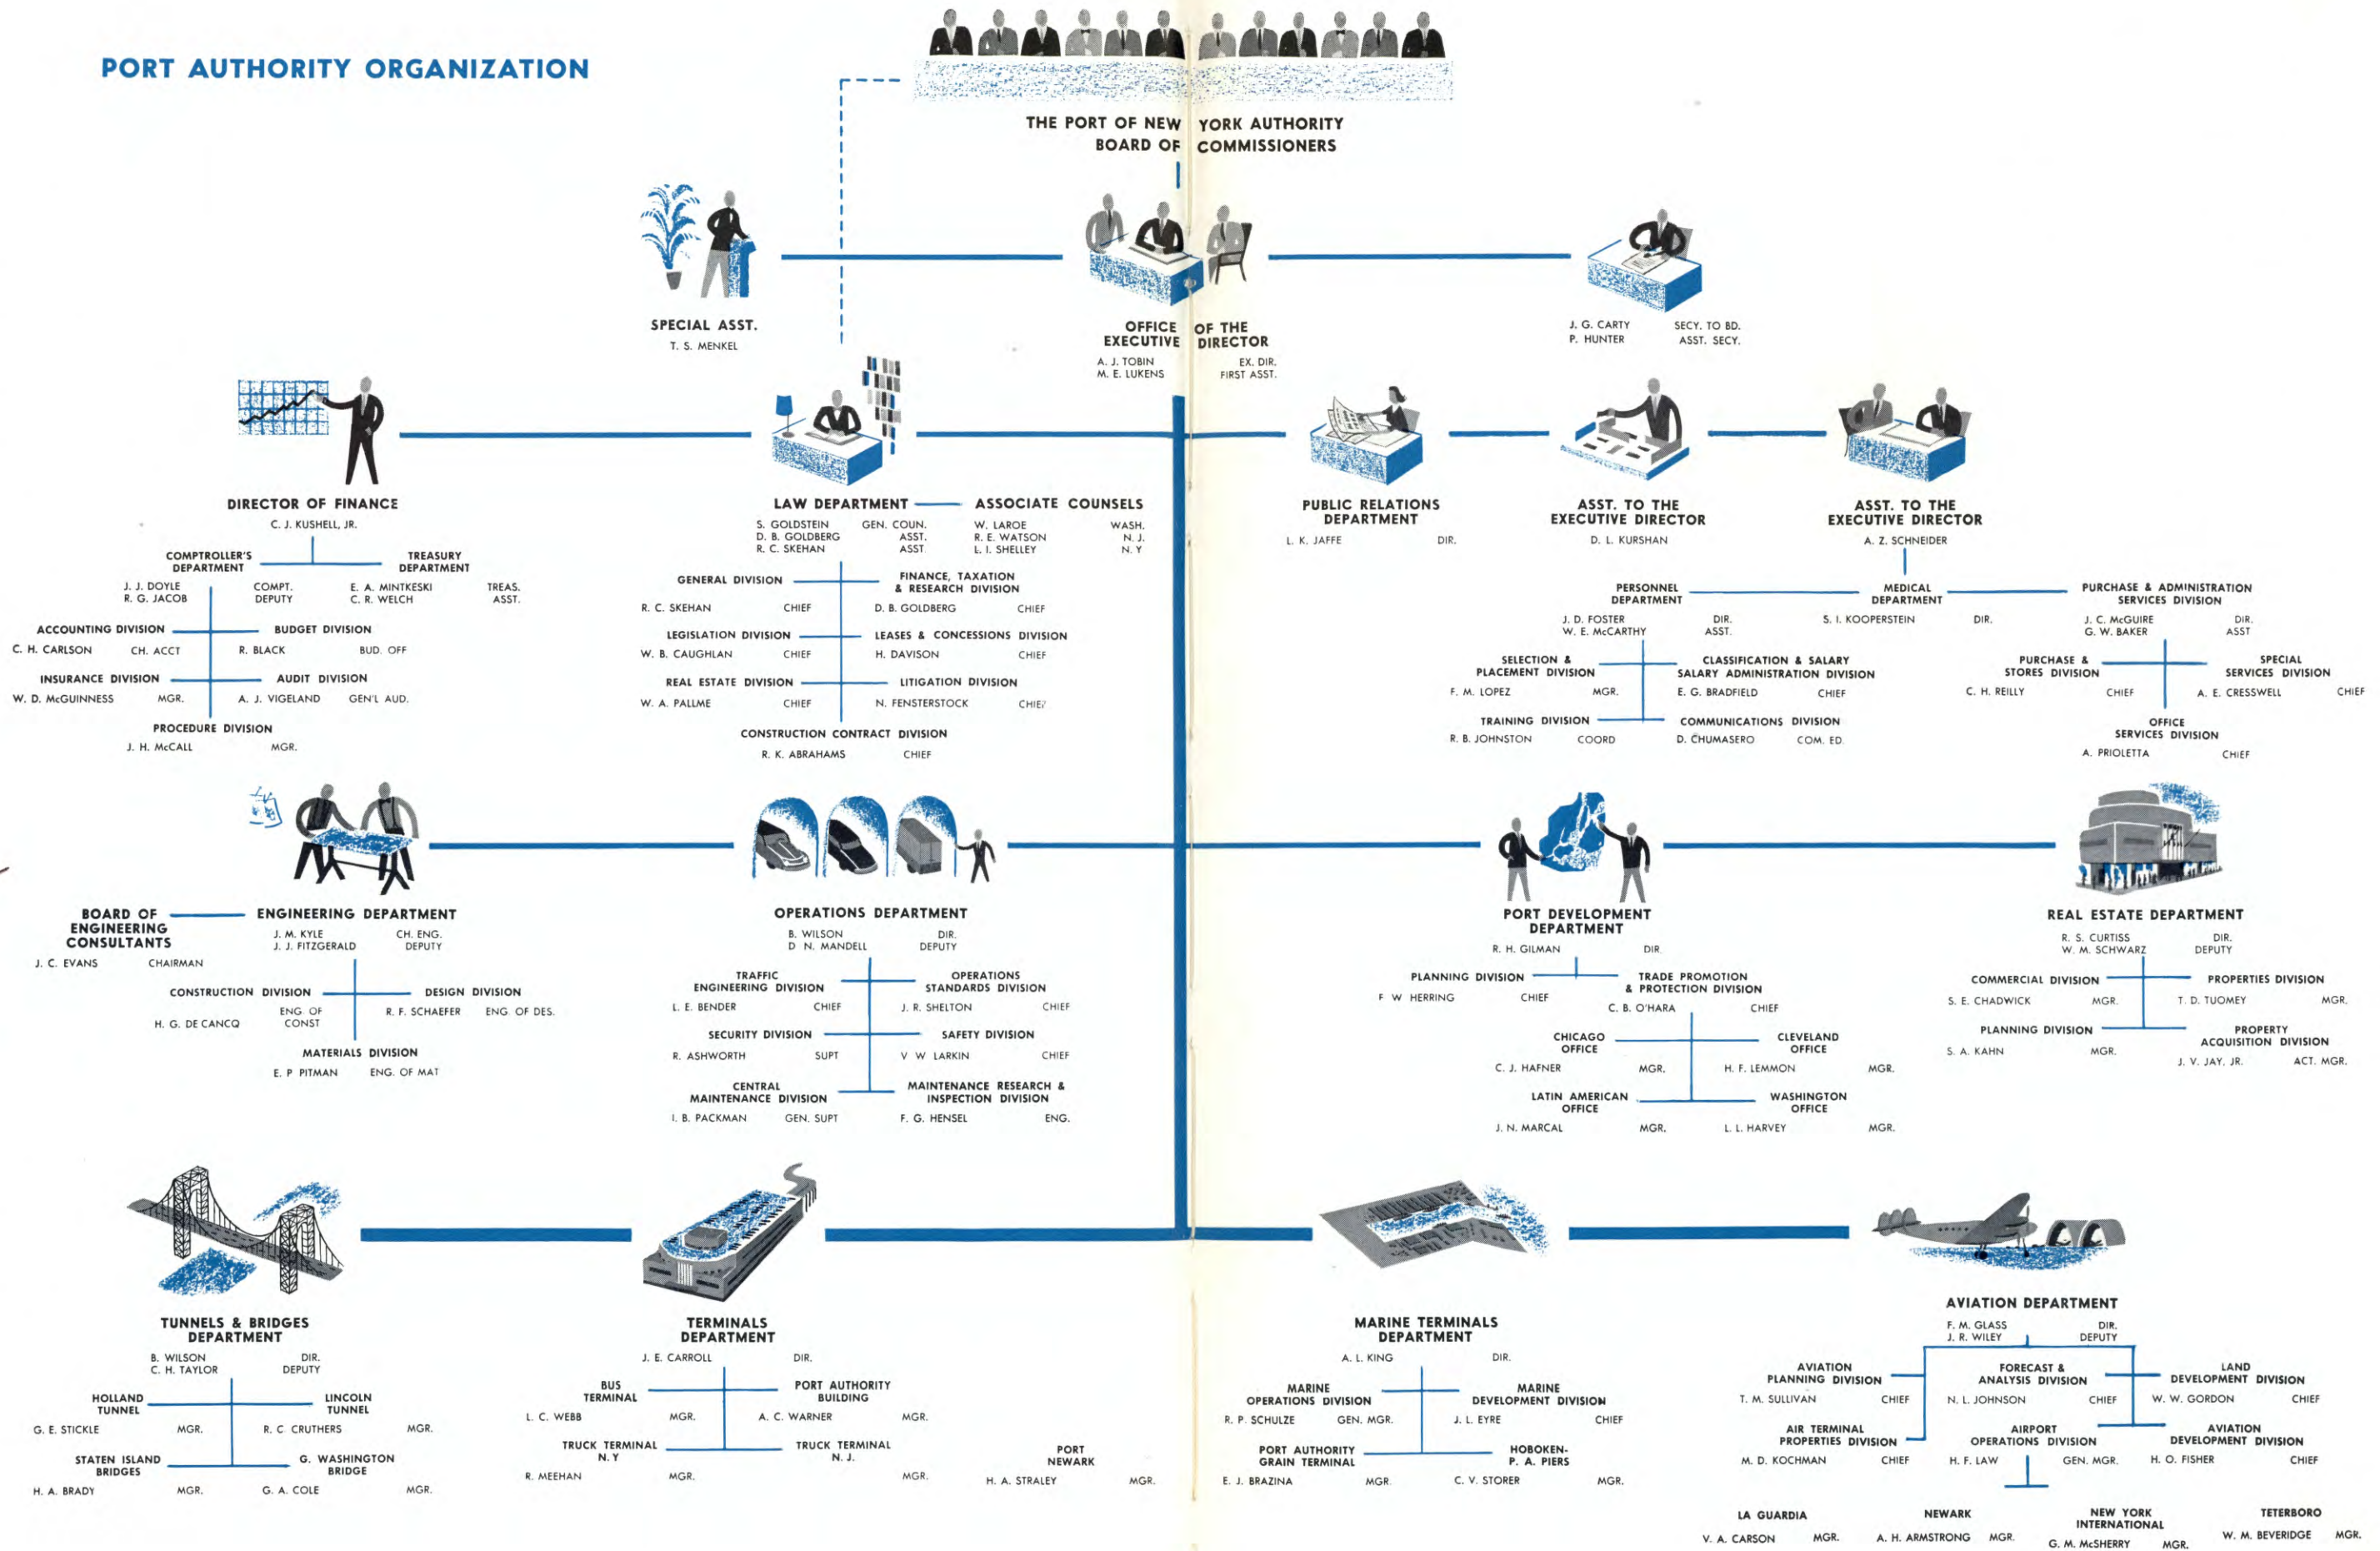 PORT AUTHORITY ORGANIZATION
THE PORT OF NEW YORK AUTHORITY
BOARD OF COMMISSIONERS
SPECIAL ASST.
T. S. MENKEL
OFFICE OF THE
EXECUTIVE DIRECTOR
A. J. TOBIN EX. DIR.
M. E. LUKENS FIRST ASST.
J. G. CARTY SECY. TO BD.
P. HUNTER ASST. SECY.
DIRECTOR OF FINANCE
C. J. KUSHELL, JR.
COMPTROLLER'S
DEPARTMENT
J. J. DOYLE COMPT.
R. G. JACOB DEPUTY
TREASURY
DEPARTMENT
E. A. MINTKESKI TREAS.
C. R. WELCH ASST.
ACCOUNTING DIVISION
C. H. CARLSON CH. ACCT
BUDGET DIVISION
R. BLACK BUD. OFF
INSURANCE DIVISION
W. D. McGUINNESS MGR.
AUDIT DIVISION
A. J. VIGELAND GEN'L AUD.
PROCEDURE DIVISION
J. H. McCALL MGR.
LAW DEPARTMENT
S. GOLDSTEIN GEN. COUN.
D. B. GOLDBERG ASST.
R. C. SKEHAN ASST
ASSOCIATE COUNSELS
W. LAROE WASH.
R. E. WATSON N. J.
L. I. SHELLEY N. Y
GENERAL DIVISION
R. C. SKEHAN CHIEF
FINANCE, TAXATION
& RESEARCH DIVISION
D. B. GOLDBERG CHIEF
LEGISLATION DIVISION
W. B. CAUGHLAN CHIEF
LEASES & CONCESSIONS DIVISION
H. DAVISON CHIEF
REAL ESTATE DIVISION
W. A. PALLME CHIEF
LITIGATION DIVISION
N. FENSTERSTOCK CHIEF
CONSTRUCTION CONTRACT DIVISION
R. K. ABRAHAMS CHIEF
PUBLIC RELATIONS
DEPARTMENT
L. K. JAFFE DIR.
ASST. TO THE
EXECUTIVE DIRECTOR
D. L. KURSHAN
ASST. TO THE
EXECUTIVE DIRECTOR
A. Z. SCHNEIDER
PERSONNEL
DEPARTMENT
J. D. FOSTER DIR.
W. E. McCARTHY ASST.
MEDICAL
DEPARTMENT
S. I. KOOPERSTEIN DIR.
PURCHASE & ADMINISTRATION
SERVICES DIVISION
J. C. McGUIRE DIR.
G. W. BAKER ASST
SELECTION &
PLACEMENT DIVISION
F. M. LOPEZ MGR.
CLASSIFICATION & SALARY
SALARY ADMINISTRATION DIVISION
E. G. BRADFIELD CHIEF
TRAINING DIVISION
R. B. JOHNSTON COORD
COMMUNICATIONS DIVISION
D. CHUMASERO COM. ED.
PURCHASE &
STORES DIVISION
C. H. REILLY CHIEF
SPECIAL
SERVICES DIVISION
A. E. CRESSWELL CHIEF
OFFICE
SERVICES DIVISION
A. PRIOLETTA CHIEF
BOARD OF
ENGINEERING
CONSULTANTS
J. C. EVANS CHAIRMAN
ENGINEERING DEPARTMENT
J. M. KYLE CH. ENG.
J. J. FITZGERALD DEPUTY
CONSTRUCTION DIVISION
H. G. DE CANCQ ENG. OF
CONST
DESIGN DIVISION
R. F. SCHAEFER ENG. OF DES.
MATERIALS DIVISION
E. P PITMAN ENG. OF MAT
OPERATIONS DEPARTMENT
B. WILSON DIR.
D N. MANDELL DEPUTY
TRAFFIC
ENGINEERING DIVISION
L. E. BENDER CHIEF
OPERATIONS
STANDARDS DIVISION
J. R. SHELTON CHIEF
SECURITY DIVISION
R. ASHWORTH SUPT
SAFETY DIVISION
V W LARKIN CHIEF
CENTRAL
MAINTENANCE DIVISION
I. B. PACKMAN GEN. SUPT
MAINTENANCE RESEARCH &
INSPECTION DIVISION
F. G. HENSEL ENG.
PORT DEVELOPMENT
DEPARTMENT
R. H. GILMAN DIR.
PLANNING DIVISION
F W HERRING CHIEF
TRADE PROMOTION
& PROTECTION DIVISION
C. B. O'HARA CHIEF
CHICAGO
OFFICE
C. J. HAFNER MGR.
CLEVELAND
OFFICE
H. F. LEMMON MGR.
LATIN AMERICAN
OFFICE
J. N. MARCAL MGR.
WASHINGTON
OFFICE
L. L. HARVEY MGR.
REAL ESTATE DEPARTMENT
R. S. CURTISS DIR.
W. M. SCHWARZ DEPUTY
COMMERCIAL DIVISION
S. E. CHADWICK MGR.
PROPERTIES DIVISION
T. D. TUOMEY MGR.
PLANNING DIVISION
S. A. KAHN MGR.
PROPERTY
ACQUISITION DIVISION
J. V. JAY, JR. ACT. MGR.
TUNNELS & BRIDGES
DEPARTMENT
B. WILSON DIR.
C. H. TAYLOR DEPUTY
HOLLAND
TUNNEL
G. E. STICKLE MGR.
LINCOLN
TUNNEL
R. C CRUTHERS MGR.
STATEN ISLAND
BRIDGES
H. A. BRADY MGR.
G. WASHINGTON
BRIDGE
G. A. COLE MGR.
TERMINALS
DEPARTMENT
J. E. CARROLL DIR.
BUS
TERMINAL
L. C. WEBB MGR.
PORT AUTHORITY
BUILDING
A. C. WARNER MGR.
TRUCK TERMINAL
N. Y
R. MEEHAN MGR.
TRUCK TERMINAL
N. J.
MGR.
PORT
NEWARK
H. A. STRALEY MGR.
MARINE TERMINALS
DEPARTMENT
A. L. KING DIR.
MARINE
OPERATIONS DIVISION
R. P. SCHULZE GEN. MGR.
MARINE
DEVELOPMENT DIVISION
J. L. EYRE CHIEF
PORT AUTHORITY
GRAIN TERMINAL
E. J. BRAZINA MGR.
HOBOKEN-
P. A. PIERS
C. V. STORER MGR.
AVIATION DEPARTMENT
F. M. GLASS DIR.
J. R. WILEY DEPUTY
AVIATION
PLANNING DIVISION
T. M. SULLIVAN CHIEF
FORECAST &
ANALYSIS DIVISION
N. L. JOHNSON CHIEF
LAND
DEVELOPMENT DIVISION
W. W. GORDON CHIEF
AIR TERMINAL
PROPERTIES DIVISION
M. D. KOCHMAN CHIEF
AIRPORT
OPERATIONS DIVISION
H. F. LAW GEN. MGR.
AVIATION
DEVELOPMENT DIVISION
H. O. FISHER CHIEF
LA GUARDIA
V. A. CARSON MGR.
NEWARK
A. H. ARMSTRONG MGR.
NEW YORK
INTERNATIONAL
G. M. McSHERRY MGR.
TETERBORO
W. M. BEVERIDGE MGR.